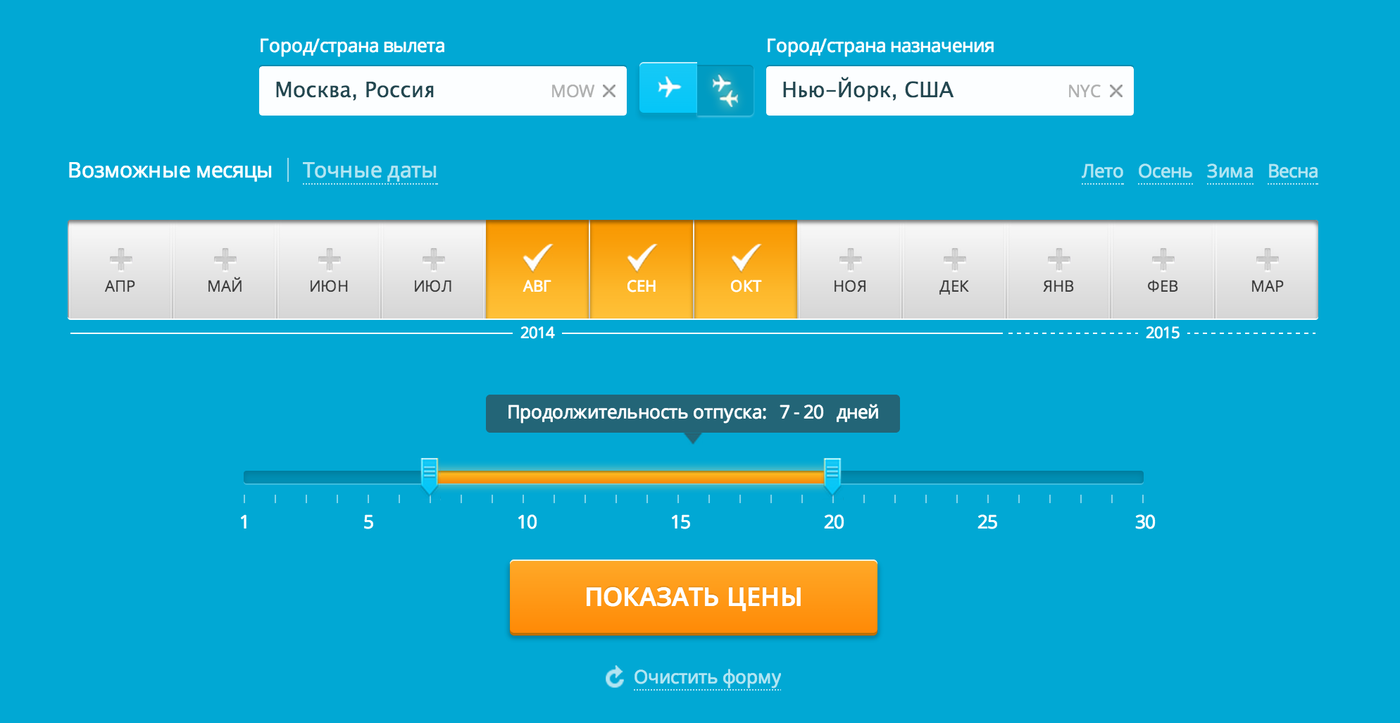 Город/страна вылета Город/страна назначения
Москва, Россия MOW Нью-Йорк, США NYC
Возможные месяцы Точные даты Лето Осень Зима Весна
АПР МАЙ ИЮН ИЮЛ АВГ СЕН ОКТ НОЯ ДЕК ЯНВ ФЕВ МАР
2014 2015
Продолжительность отпуска: 7 - 20 дней
1 5 10 15 20 25 30
ПОКАЗАТЬ ЦЕНЫ
Очистить форму